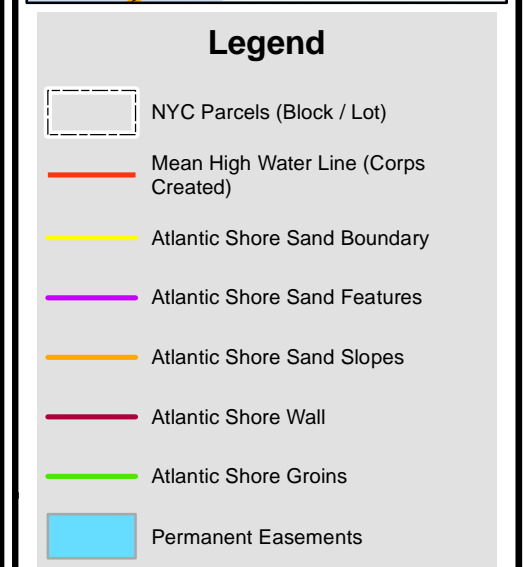 Legend
NYC Parcels (Block / Lot)
Mean High Water Line (Corps
Created)
Atlantic Shore Sand Boundary
Atlantic Shore Sand Features
Atlantic Shore Sand Slopes
Atlantic Shore Wall
Atlantic Shore Groins
Permanent Easements